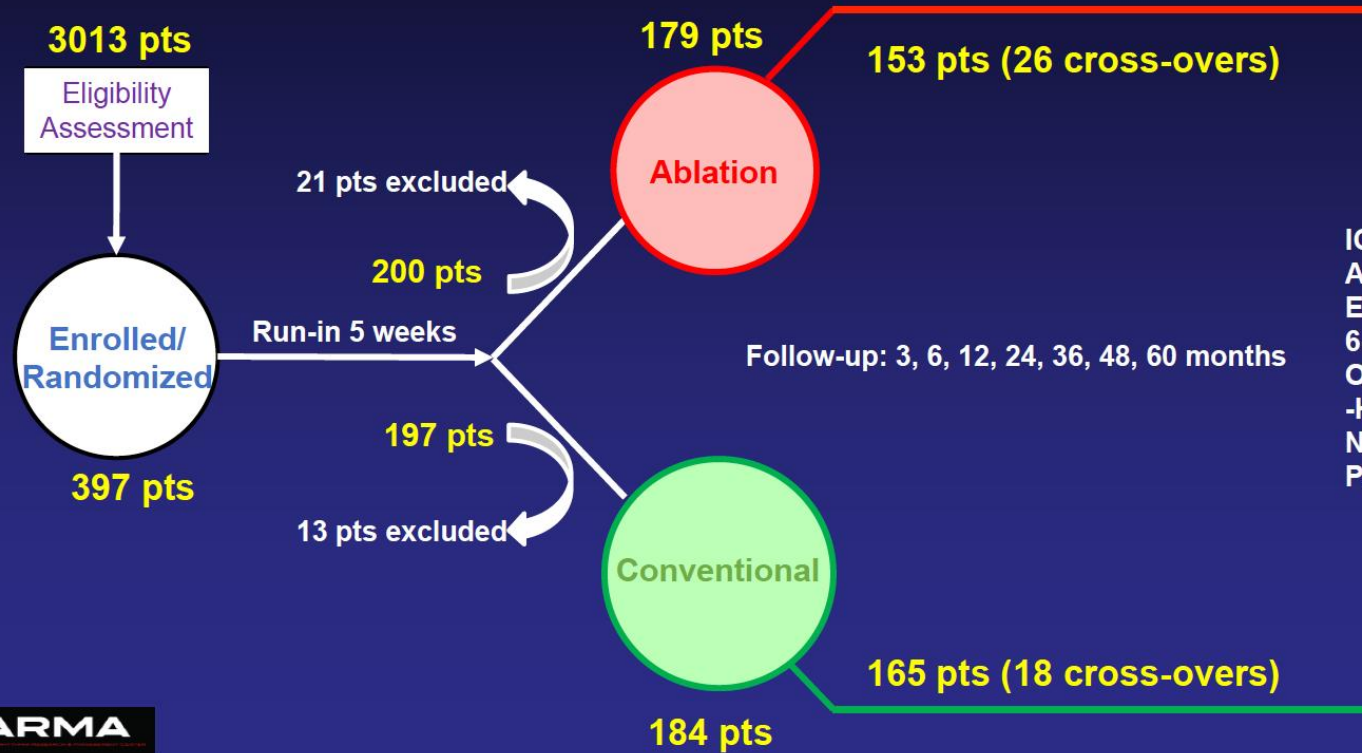 3013 pts
Eligibility
Assessment
Enrolled/
Randomized
397 pts
Run-in 5 weeks
21 pts excluded
200 pts
197 pts
13 pts excluded
179 pts
Ablation
153 pts (26 cross-overs)
Follow-up: 3, 6, 12, 24, 36, 48, 60 months
Conventional
184 pts
165 pts (18 cross-overs)
ARMA